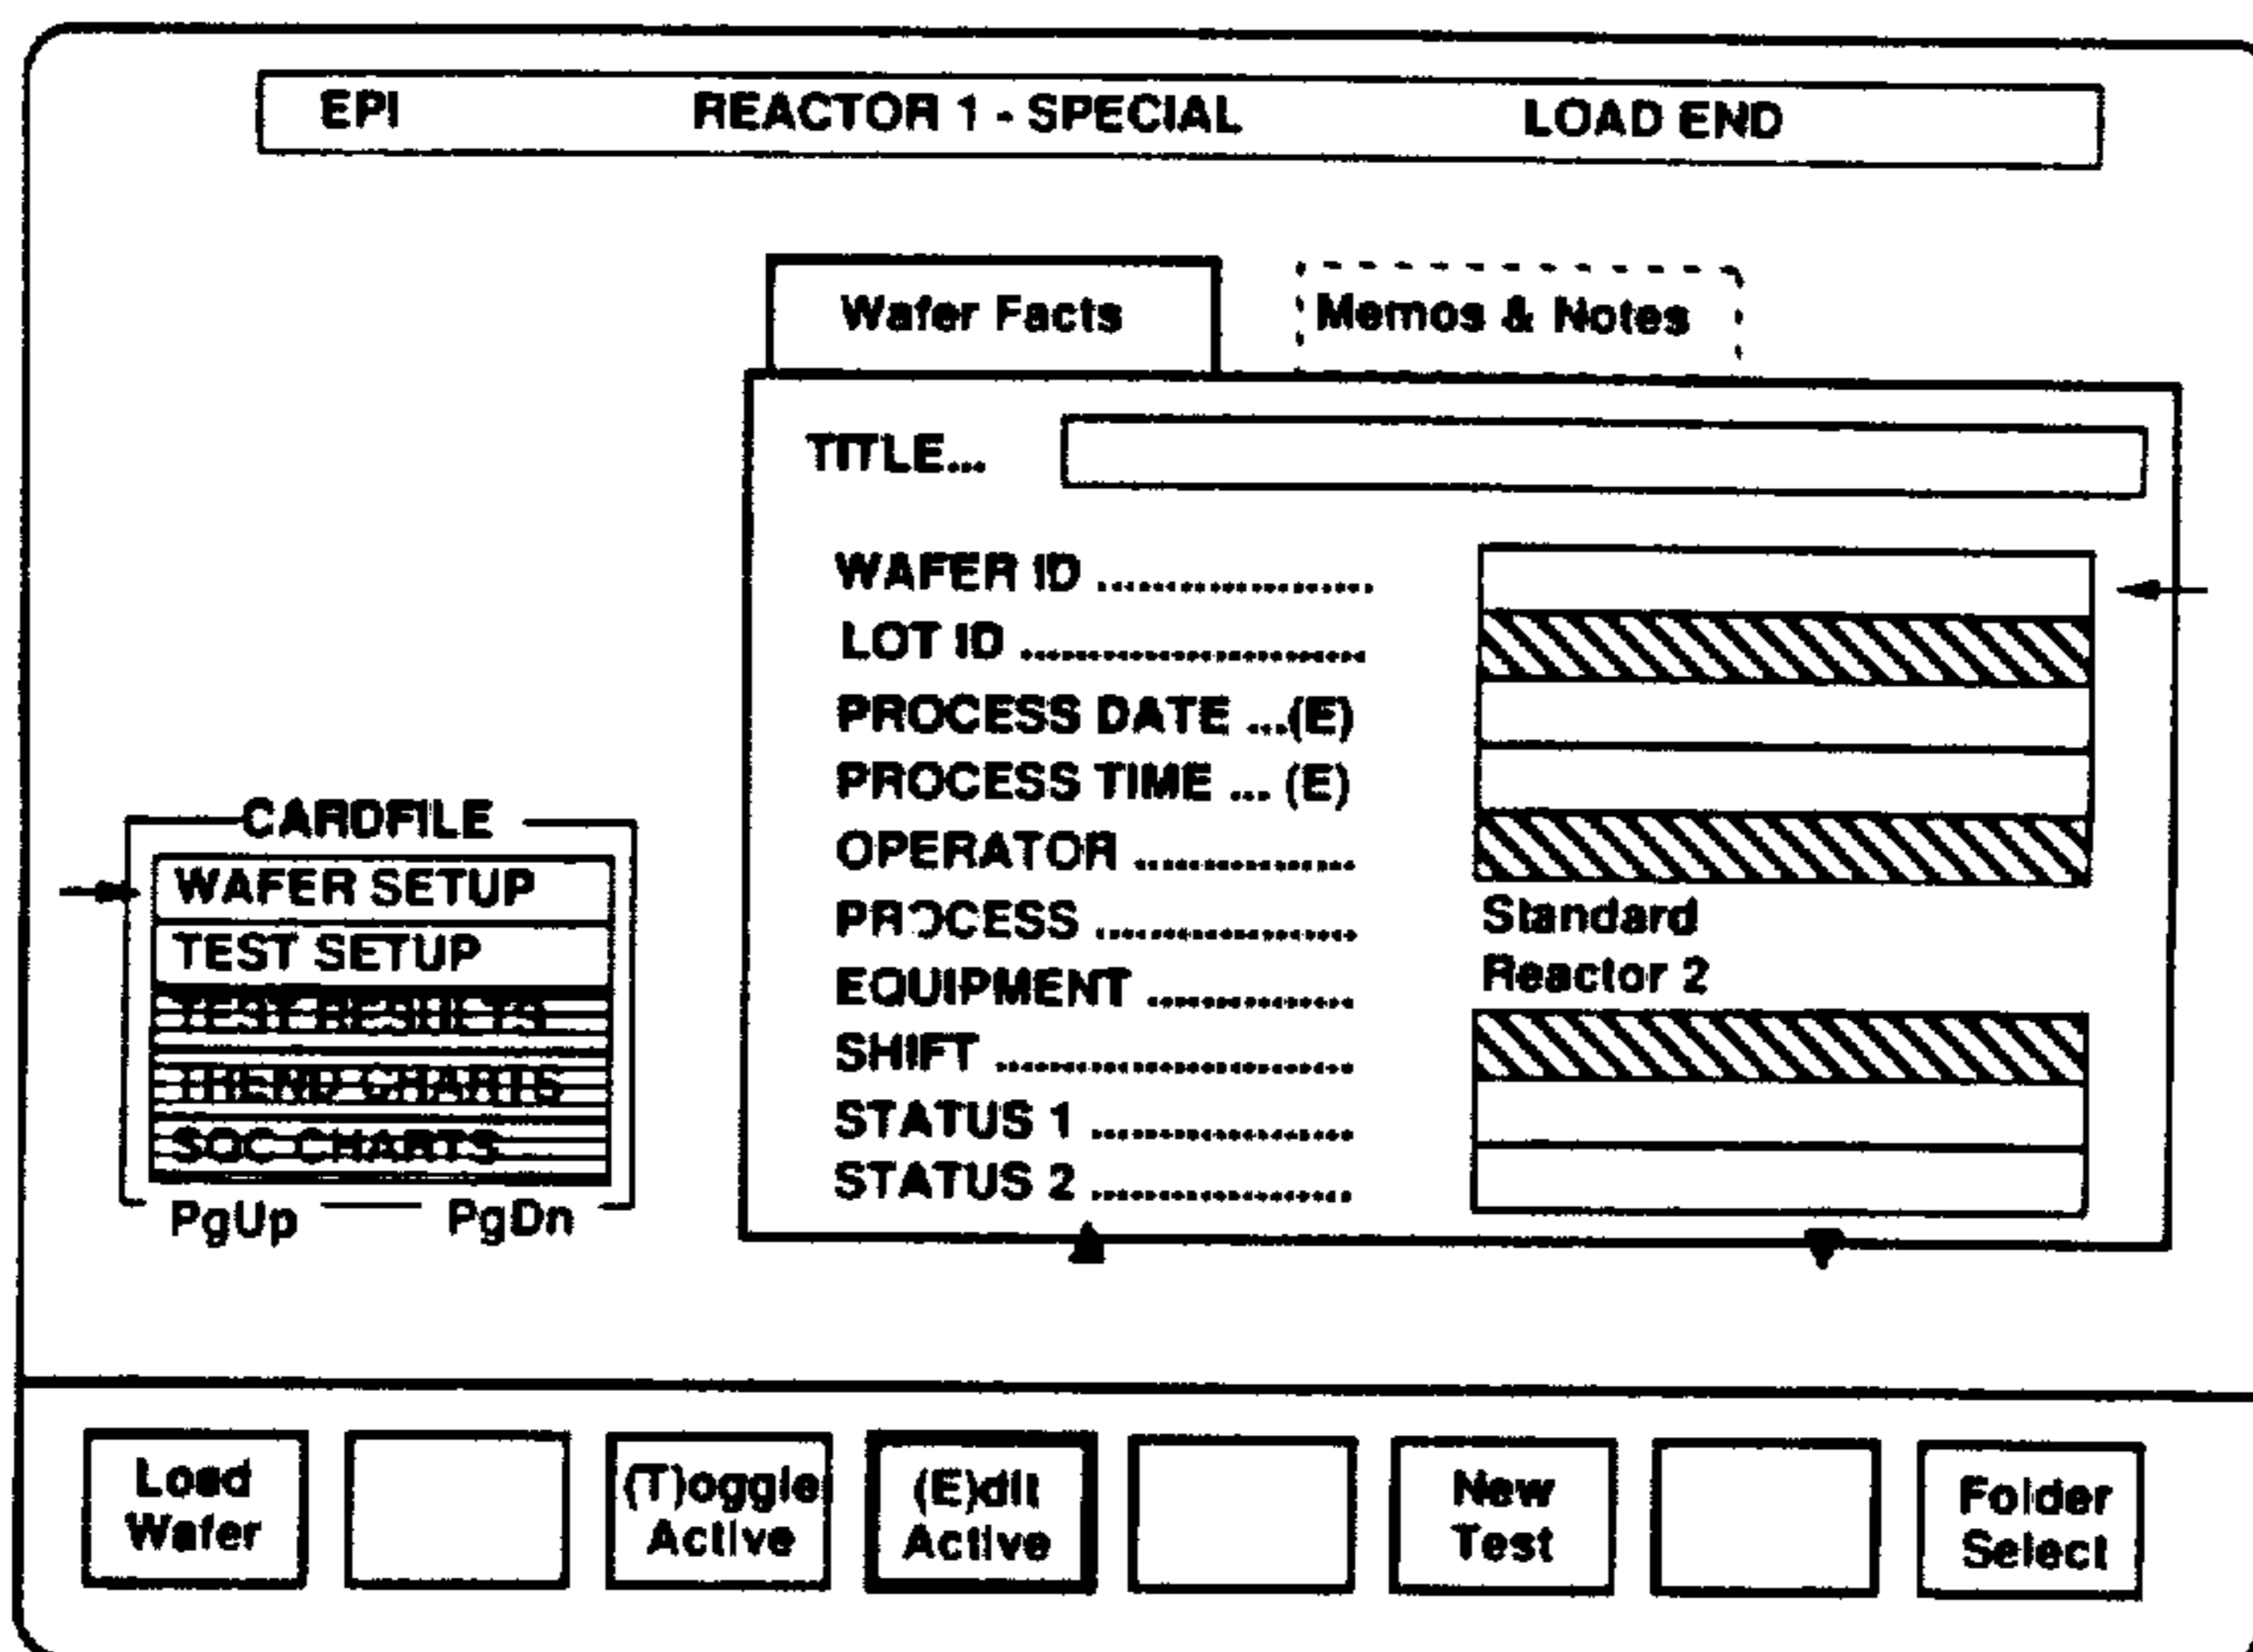 EPI REACTOR 1 - SPECIAL LOAD END
Wafer Facts Memos & Notes
TITLE...
WAFER ID ....................
LOT ID .........................
PROCESS DATE ...(E)
PROCESS TIME ... (E)
OPERATOR ................
PROCESS ................... Standard
EQUIPMENT ............... Reactor 2
SHIFT ..........................
STATUS 1 ...................
STATUS 2 ...................
CARDFILE
WAFER SETUP
TEST SETUP
TEST RESULTS
TREND CHARTS
SQC CHARTS
PgUp PgDn
Load
Wafer
(T)oggle
Active
(E)dit
Active
New
Test
Folder
Select